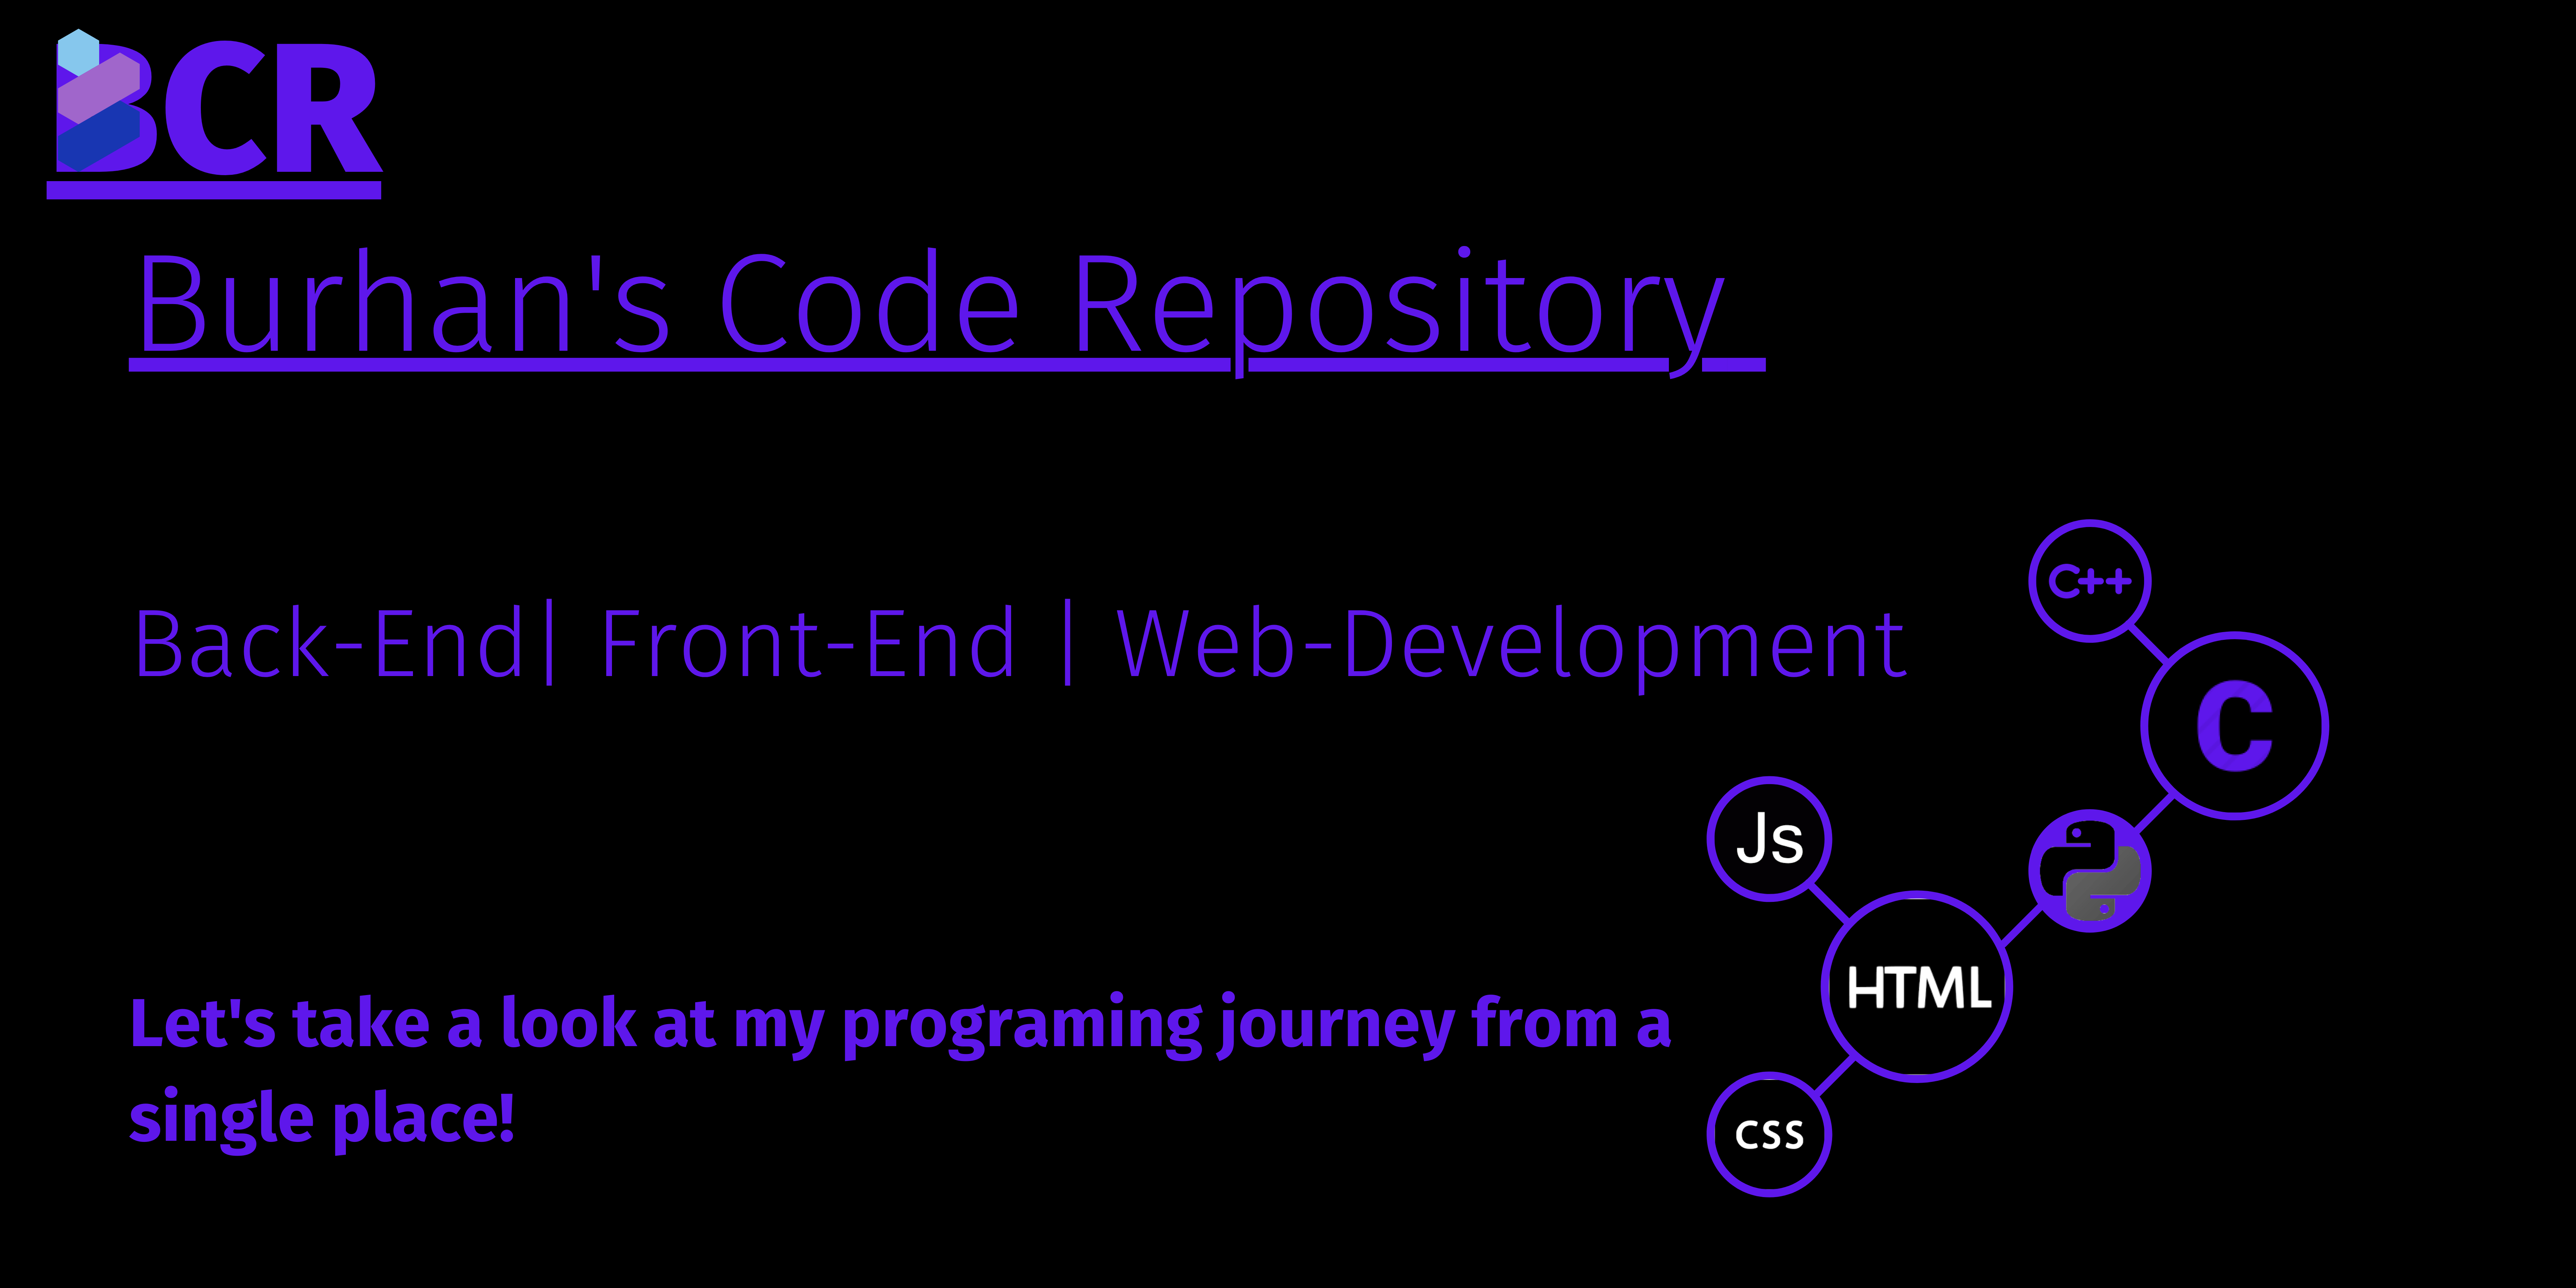 BCR
Burhan's Code Repository
Back-End| Front-End | Web-Development
C++
C
Js
HTML
Let's take a look at my programing journey from a
single place!
CSS